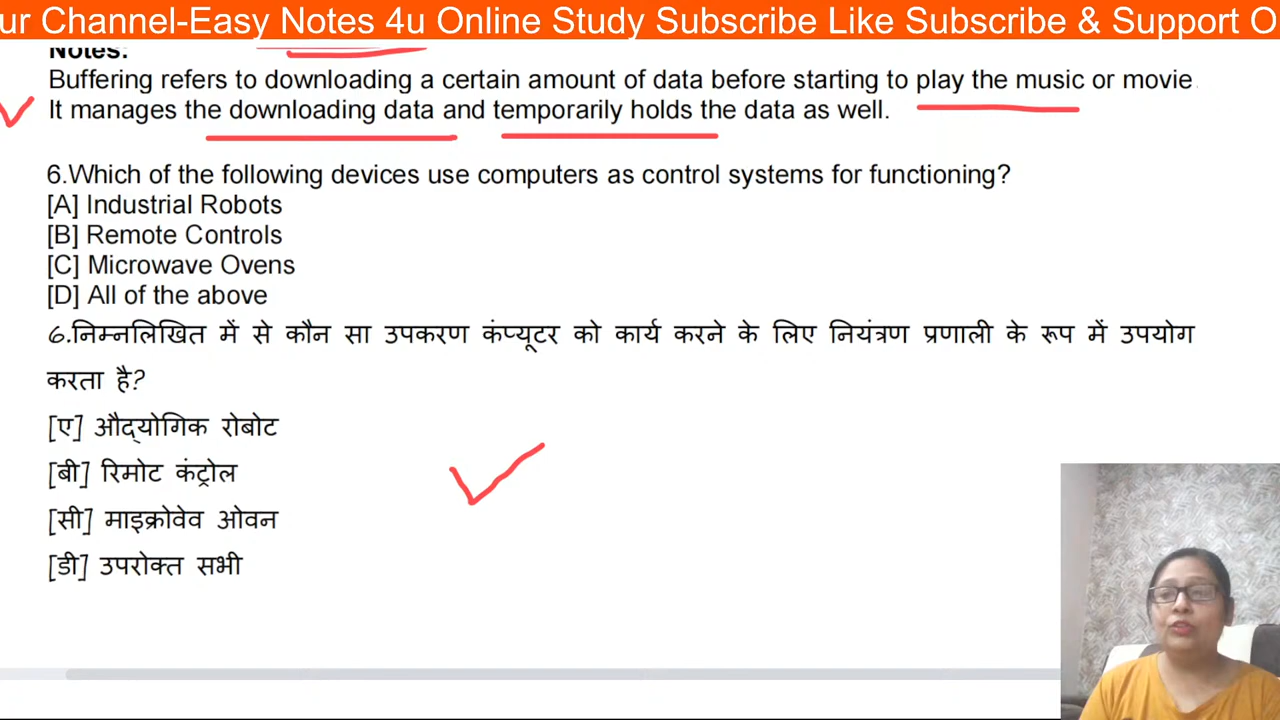 ur Channel-Easy Notes 4u Online Study Subscribe Like Subscribe & Support O
Notes:
Buffering refers to downloading a certain amount of data before starting to play the music or movie.
It manages the downloading data and temporarily holds the data as well.
6.Which of the following devices use computers as control systems for functioning?
[A] Industrial Robots
[B] Remote Controls
[C] Microwave Ovens
[D] All of the above
6.निम्नलिखित में से कौन सा उपकरण कंप्यूटर को कार्य करने के लिए नियंत्रण प्रणाली के रूप में उपयोग
करता है?
[ए] औद्योगिक रोबोट
[बी] रिमोट कंट्रोल
[सी] माइक्रोवेव ओवन
[डी] उपरोक्त सभी